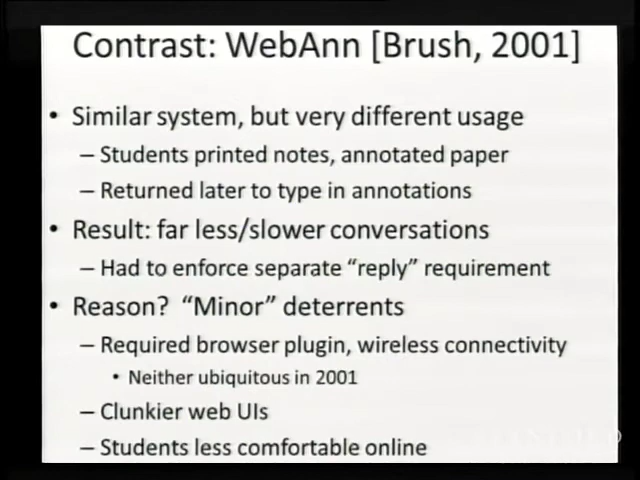 Contrast: WebAnn [Brush, 2001]
• Similar system, but very different usage
– Students printed notes, annotated paper
– Returned later to type in annotations
• Result: far less/slower conversations
– Had to enforce separate “reply” requirement
• Reason? “Minor” deterrents
– Required browser plugin, wireless connectivity
• Neither ubiquitous in 2001
– Clunkier web UIs
– Students less comfortable online